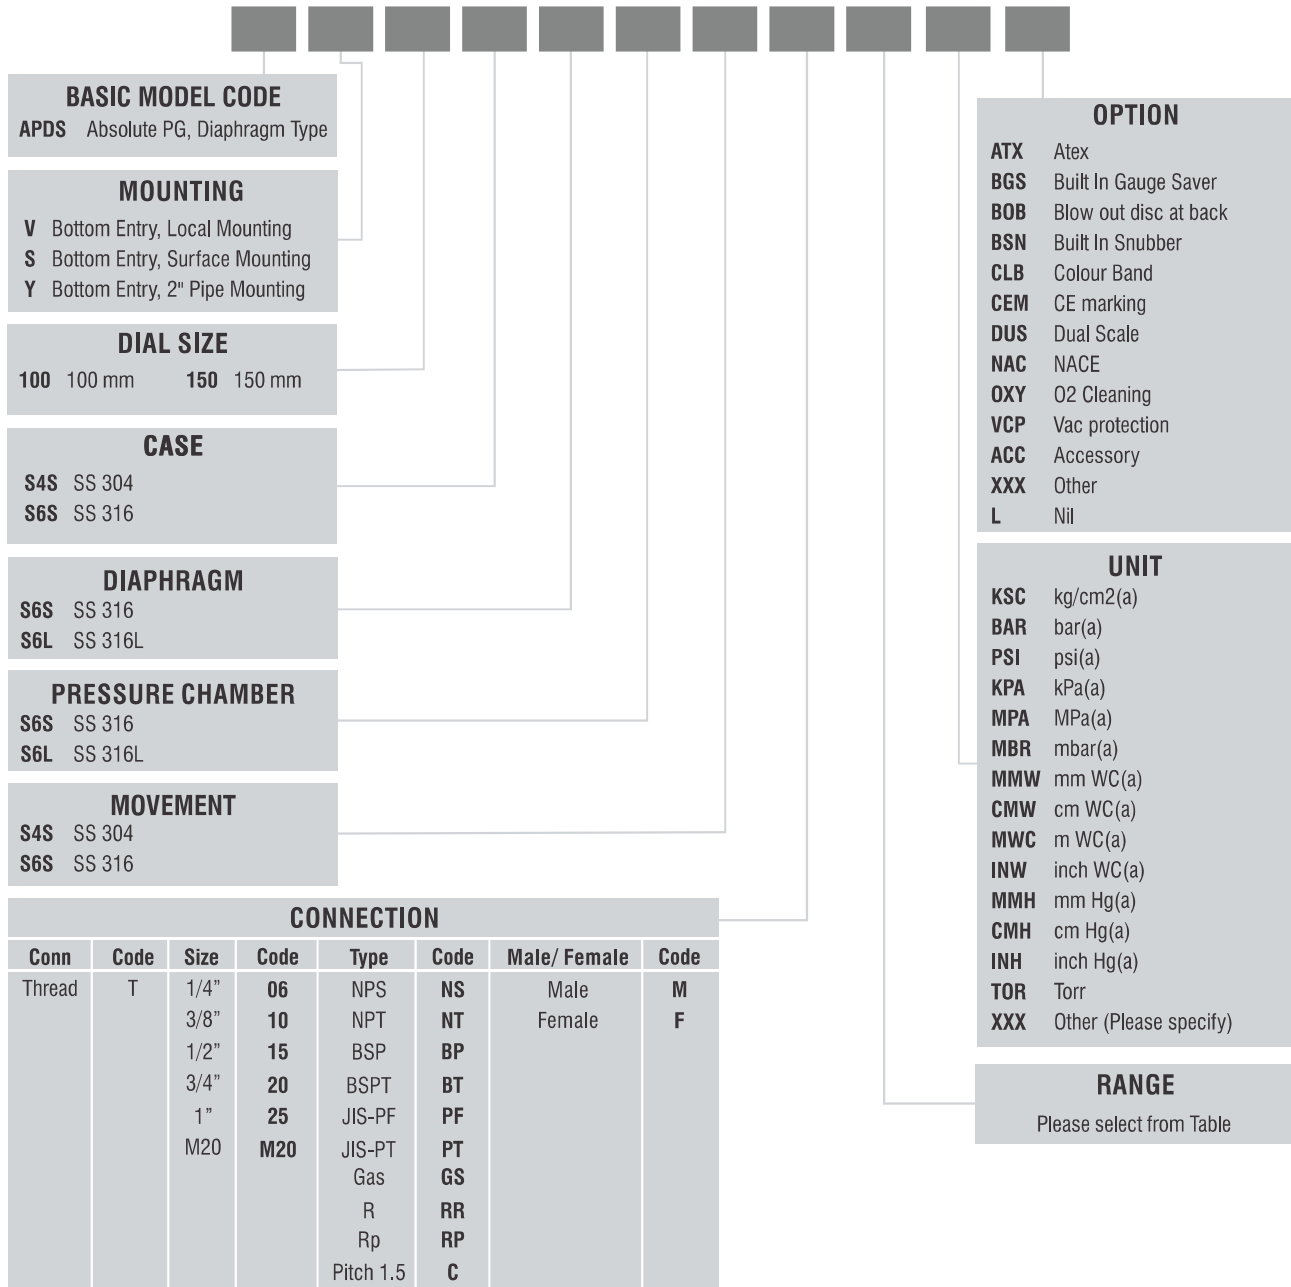 BASIC MODEL CODE
APDS Absolute PG, Diaphragm Type
MOUNTING
V Bottom Entry, Local Mounting
S Bottom Entry, Surface Mounting
Y Bottom Entry, 2" Pipe Mounting
DIAL SIZE
100 100 mm 150 150 mm
CASE
S4S SS 304
S6S SS 316
DIAPHRAGM
S6S SS 316
S6L SS 316L
PRESSURE CHAMBER
S6S SS 316
S6L SS 316L
MOVEMENT
S4S SS 304
S6S SS 316
CONNECTION
Conn Code Size Code Type Code Male/ Female Code
Thread T 1/4” 06 NPS NS Male M
3/8” 10 NPT NT Female F
1/2” 15 BSP BP
3/4” 20 BSPT BT
1” 25 JIS-PF PF
M20 M20 JIS-PT PT
Gas GS
R RR
Rp RP
Pitch 1.5 C
OPTION
ATX Atex
BGS Built In Gauge Saver
BOB Blow out disc at back
BSN Built In Snubber
CLB Colour Band
CEM CE marking
DUS Dual Scale
NAC NACE
OXY O2 Cleaning
VCP Vac protection
ACC Accessory
XXX Other
L Nil
UNIT
KSC kg/cm2(a)
BAR bar(a)
PSI psi(a)
KPA kPa(a)
MPA MPa(a)
MBR mbar(a)
MMW mm WC(a)
CMW cm WC(a)
MWC m WC(a)
INW inch WC(a)
MMH mm Hg(a)
CMH cm Hg(a)
INH inch Hg(a)
TOR Torr
XXX Other (Please specify)
RANGE
Please select from Table